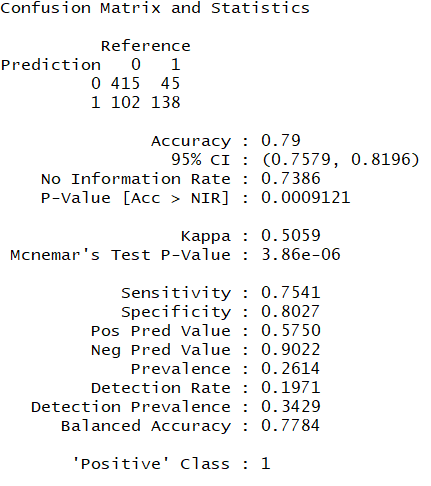 Confusion Matrix and Statistics
Reference
Prediction 0 1
0 415 45
1 102 138
Accuracy : 0.79
95% CI : (0.7579, 0.8196)
No Information Rate : 0.7386
P-Value [Acc > NIR] : 0.0009121
Kappa : 0.5059
Mcnemar's Test P-Value : 3.86e-06
Sensitivity : 0.7541
Specificity : 0.8027
Pos Pred Value : 0.5750
Neg Pred Value : 0.9022
Prevalence : 0.2614
Detection Rate : 0.1971
Detection Prevalence : 0.3429
Balanced Accuracy : 0.7784
'Positive' Class : 1